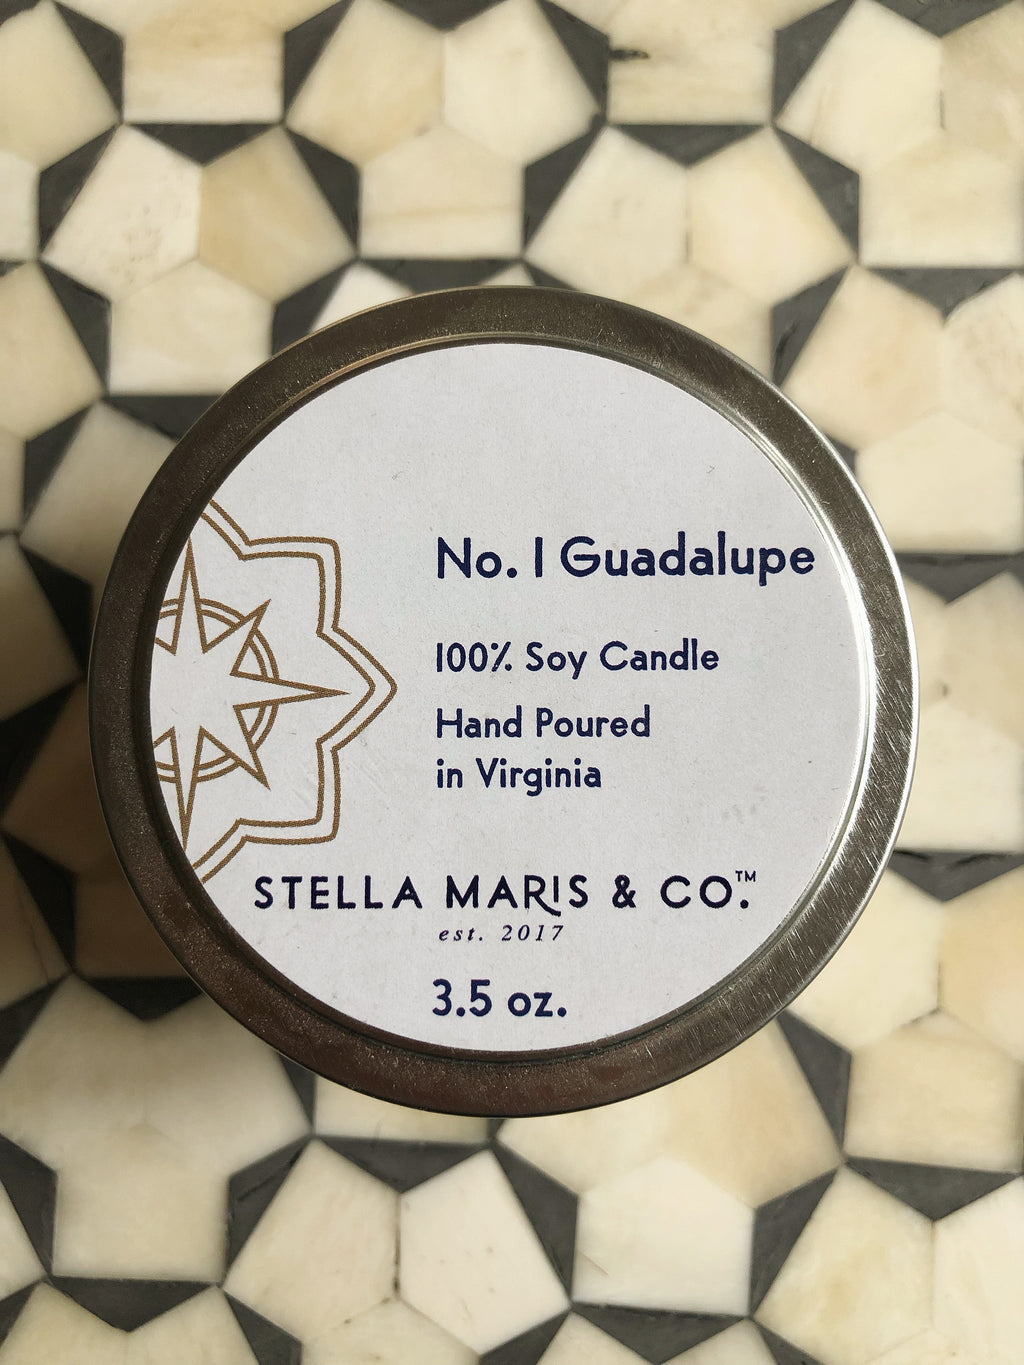 No. 1 Guadalupe
100% Soy Candle
Hand Poured
in Virginia
STELLA MARIS & CO.™
est. 2017
3.5 oz.